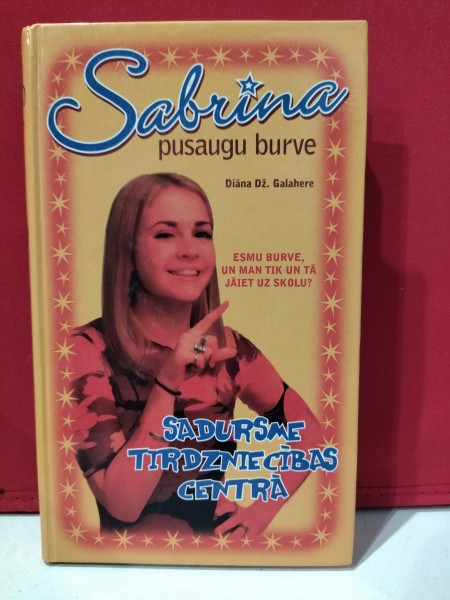 Sabrina
pusaugu burve
Diāna Dž. Galahere
ESMU BURVE,
UN MAN TIK UN TĀ
JĀIET UZ SKOLU?
SADURSME
TIRDZNIECĪBAS
CENTRĀ